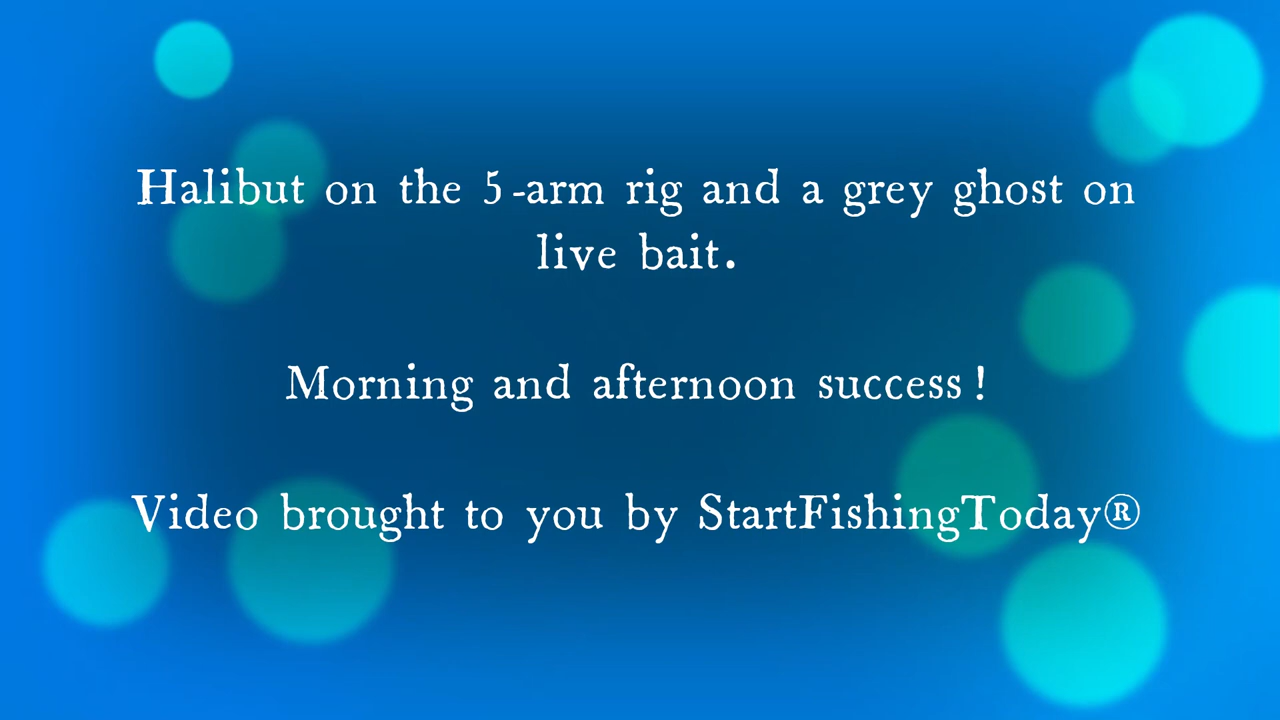 Halibut on the 5-arm rig and a grey ghost on
live bait.
Morning and afternoon success!
Video brought to you by StartFishingToday®